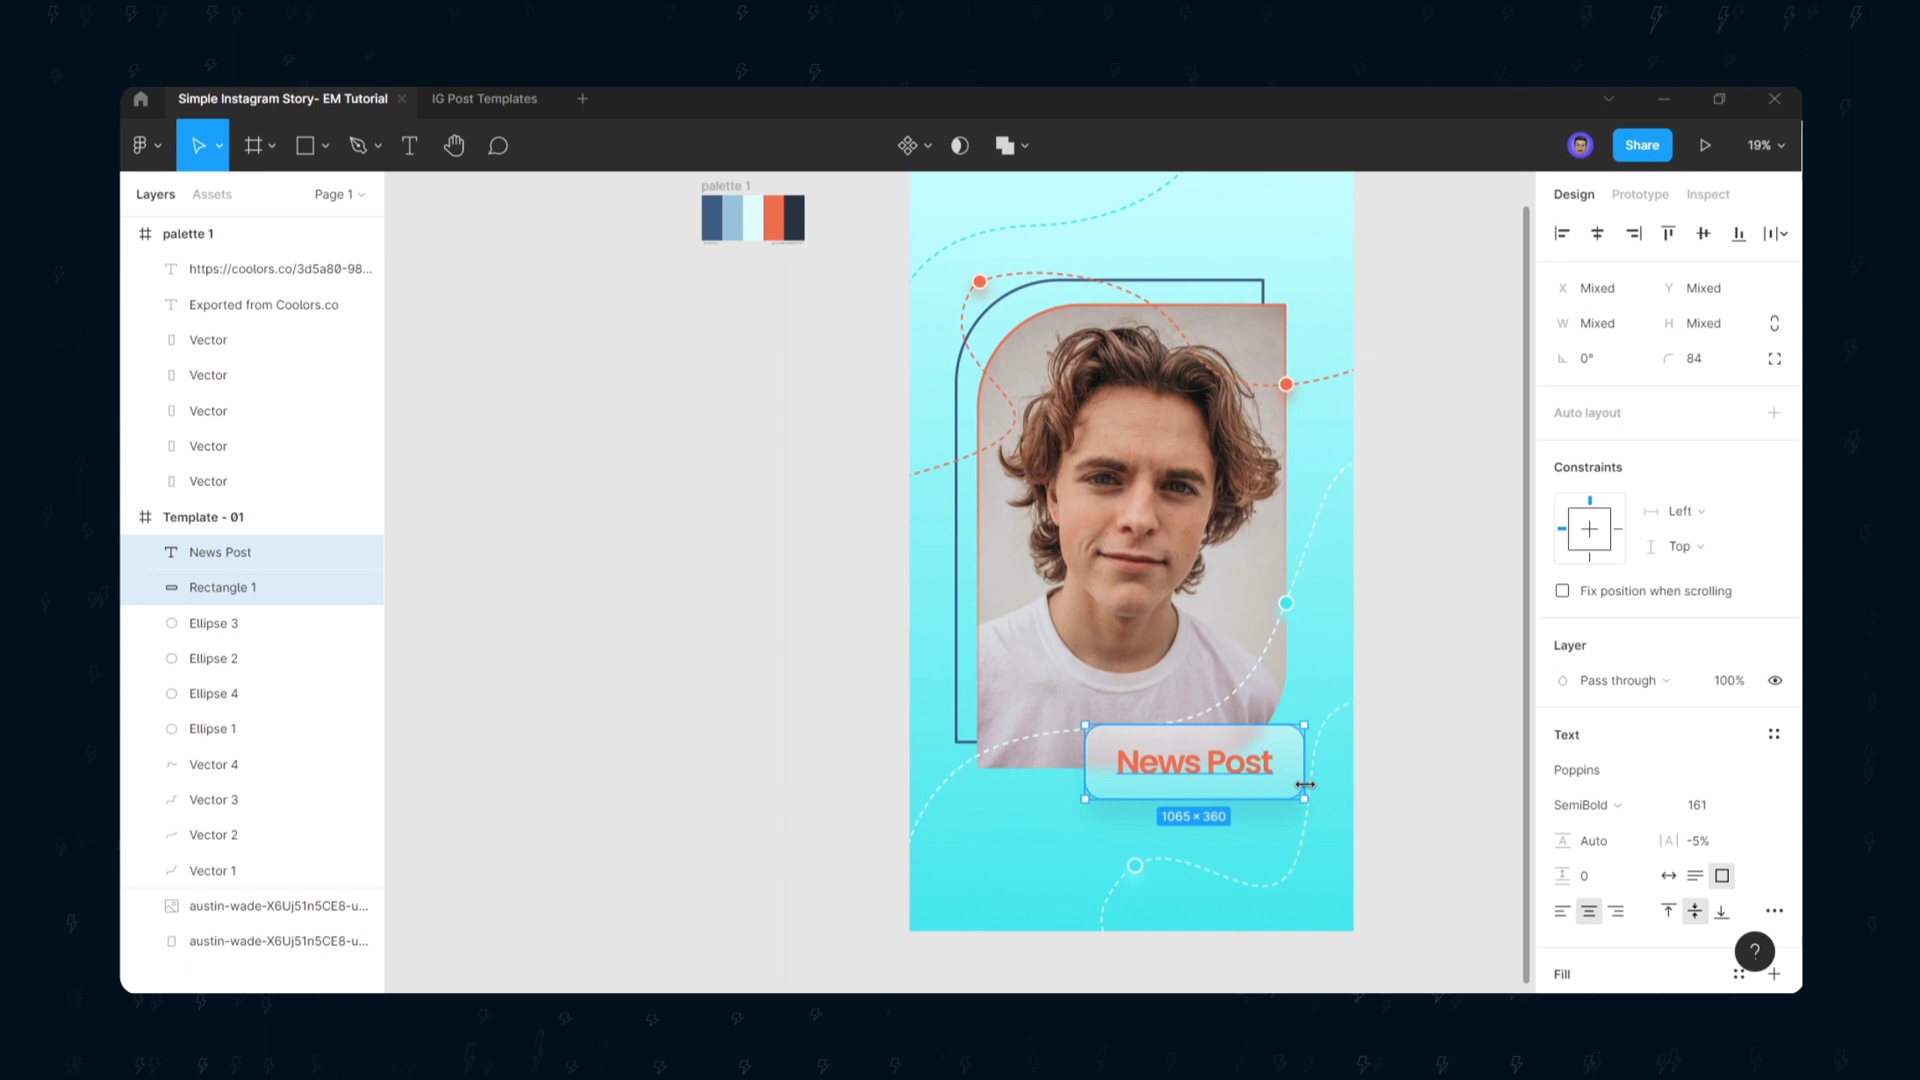 Simple Instagram Story- EM Tutorial
IG Post Templates
Share
19%
Layers
Assets
Page 1
palette 1
https://coolors.co/3d5a80-98...
Exported from Coolors.co
Vector
Vector
Vector
Vector
Vector
Template - 01
News Post
Rectangle 1
Ellipse 3
Ellipse 2
Ellipse 4
Ellipse 1
Vector 4
Vector 3
Vector 2
Vector 1
austin-wade-X6Uj51n5CE8-u...
austin-wade-X6Uj51n5CE8-u...
palette 1
News Post
1065 × 360
Design
Prototype
Inspect
X Mixed
Y Mixed
W Mixed
H Mixed
0°
84
Auto layout
Constraints
Left
Top
Fix position when scrolling
Layer
Pass through
100%
Text
Poppins
SemiBold
161
A Auto
|A| -5%
0
?
Fill